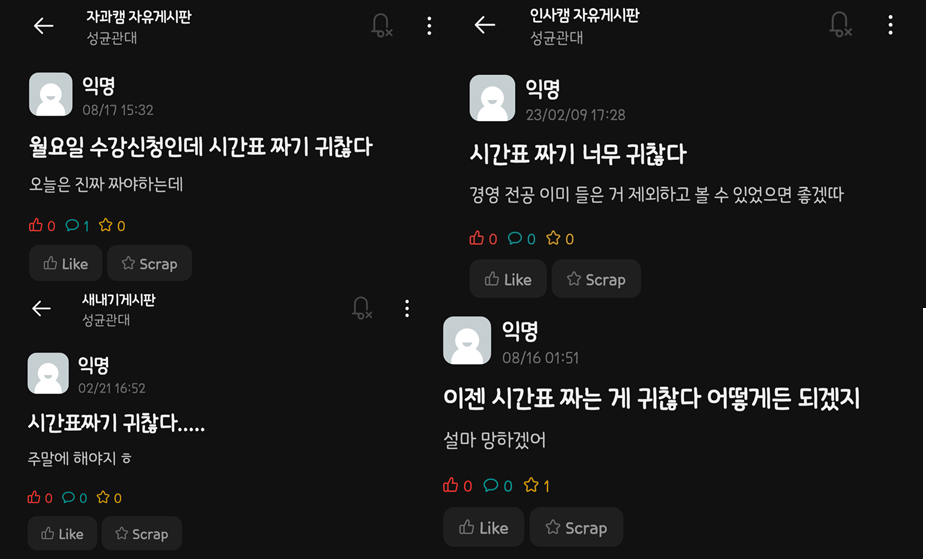 자과캠 자유게시판
성균관대
익명
08/17 15:32
월요일 수강신청인데 시간표 짜기 귀찮다
오늘은 진짜 짜야하는데
0 1 0
Like Scrap
새내기게시판
성균관대
익명
02/21 16:52
시간표짜기 귀찮다.....
주말에 해야지 ㅎ
0 0 0
Like Scrap
인사캠 자유게시판
성균관대
익명
23/02/09 17:28
시간표 짜기 너무 귀찮다
경영 전공 이미 들은 거 제외하고 볼 수 있었으면 좋겠따
0 0 0
Like Scrap
익명
08/16 01:51
이젠 시간표 짜는 게 귀찮다 어떻게든 되겠지
설마 망하겠어
0 0 1
Like Scrap